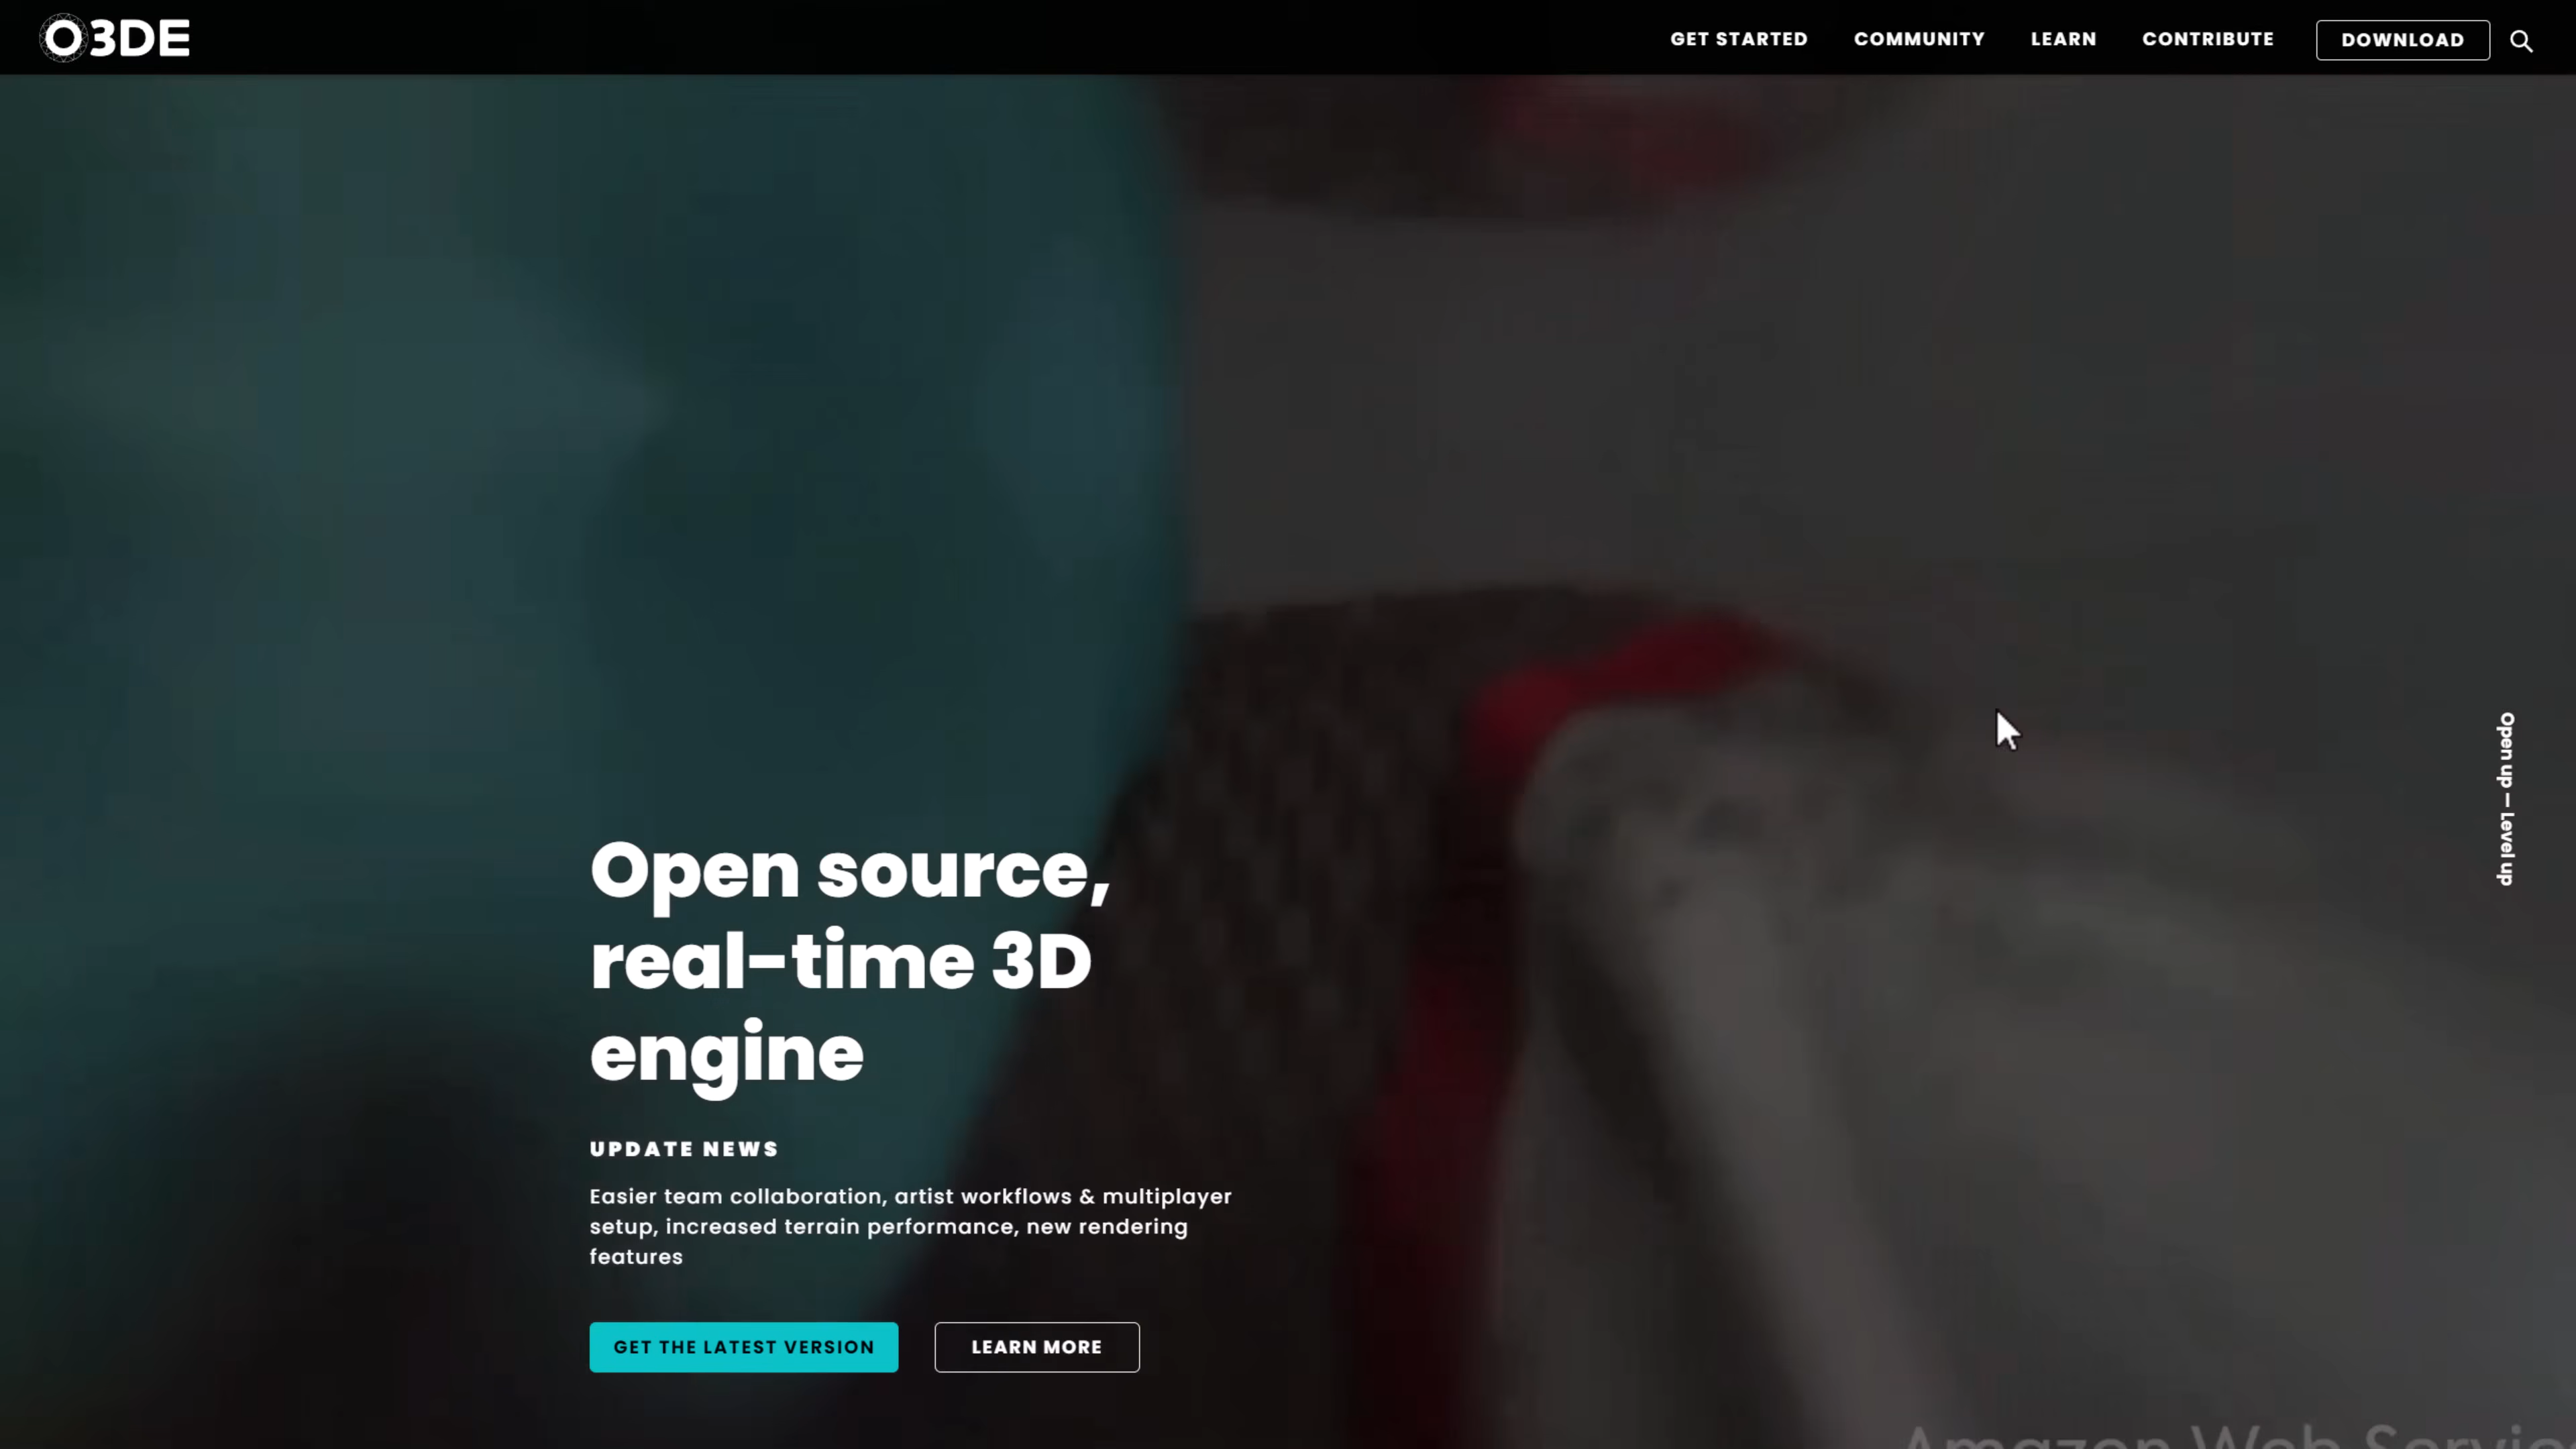 O3DE
GET STARTED
COMMUNITY
LEARN
CONTRIBUTE
DOWNLOAD
Open up — Level up
Open source,
real-time 3D
engine
UPDATE NEWS
Easier team collaboration, artist workflows & multiplayer
setup, increased terrain performance, new rendering
features
GET THE LATEST VERSION
LEARN MORE
Amazon Web